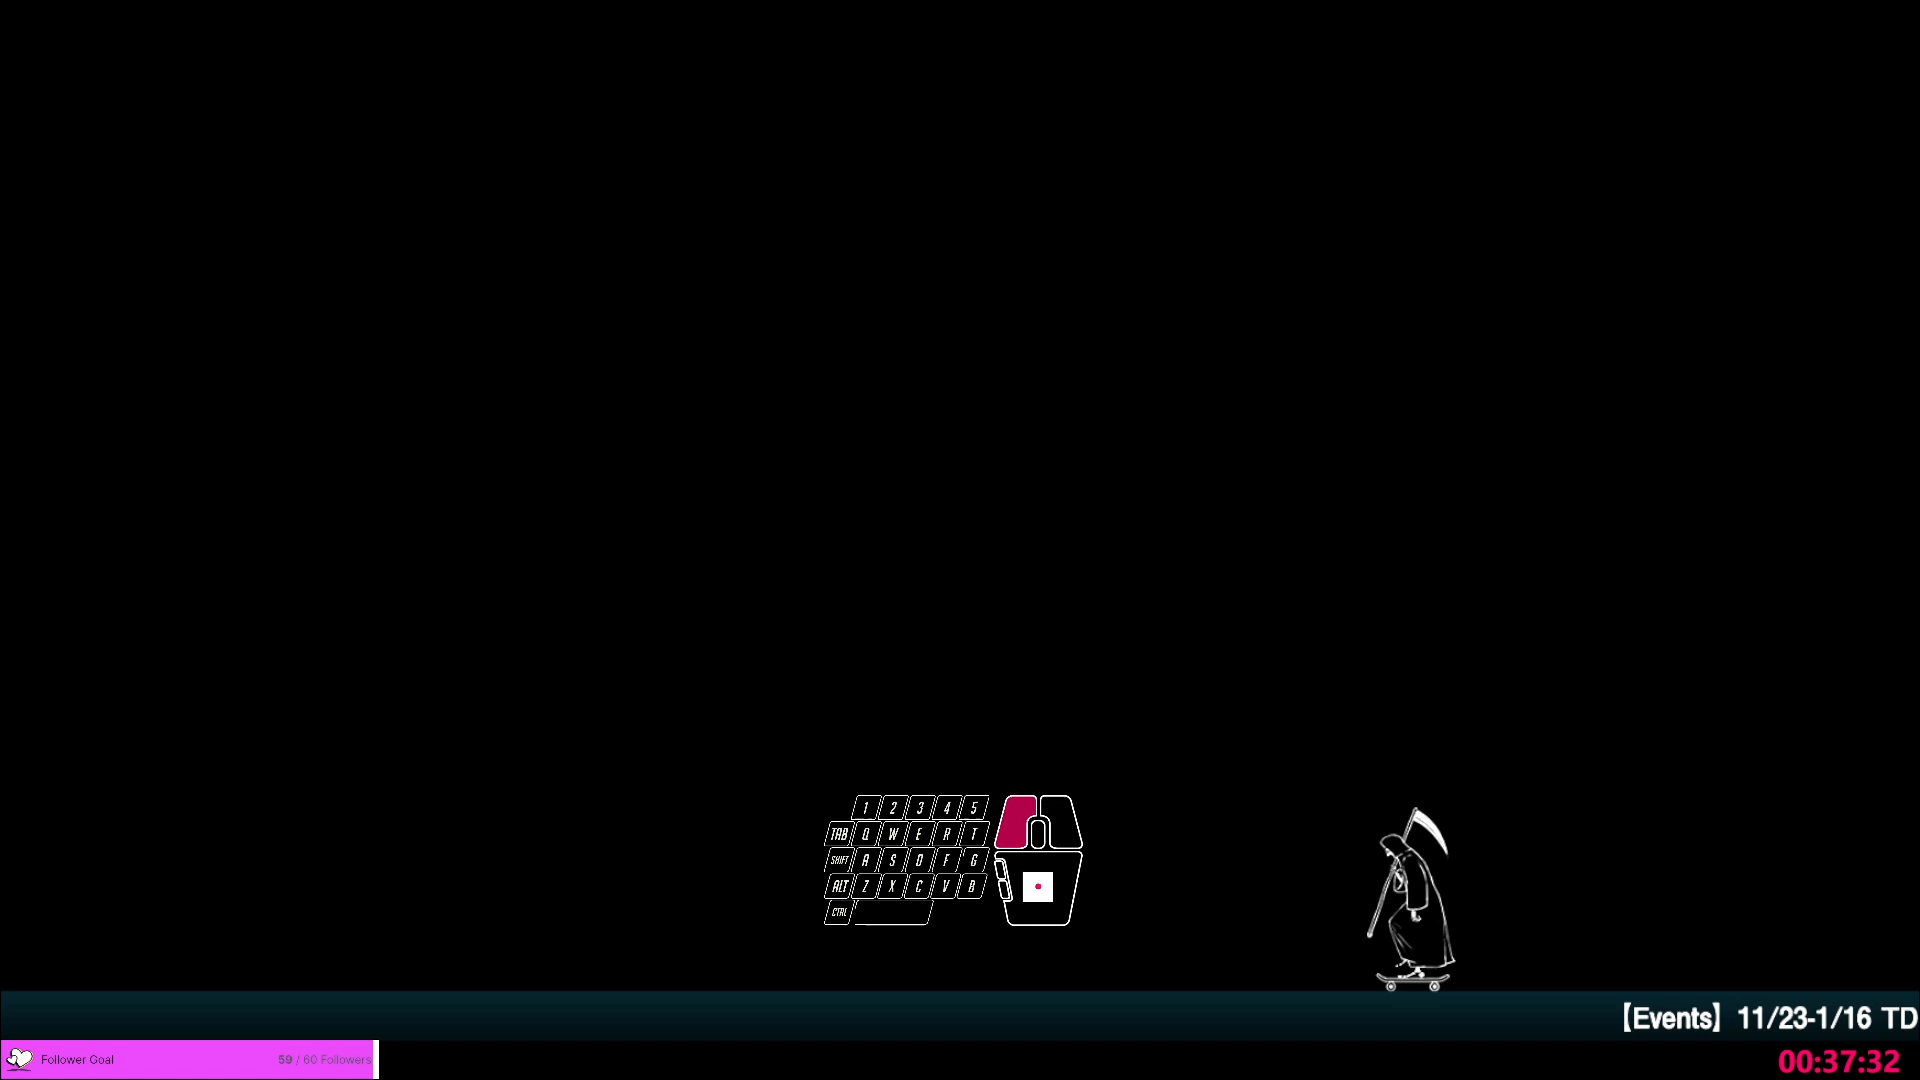 1 2 3 4 5
TAB Q W E R T
SHIFT A S D F G
ALT Z X C V B
CTRL
【Events】 11/23-1/16 TD
Follower Goal 59 / 60 Followers
00:37:32